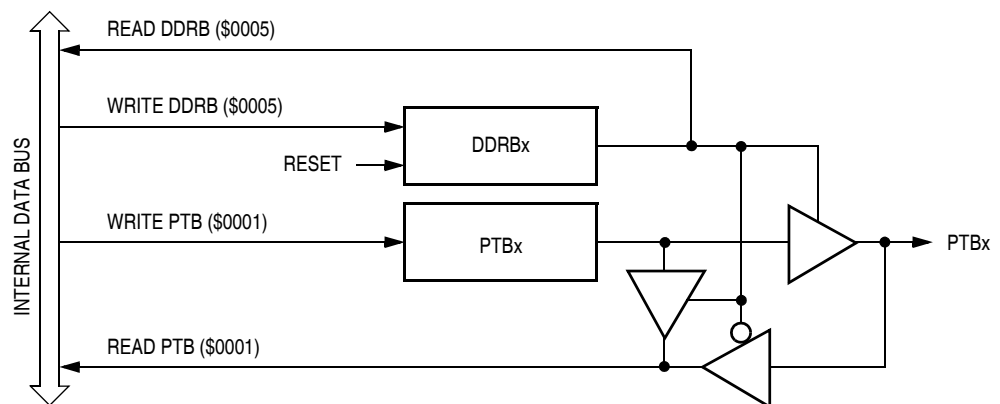 READ DDRB ($0005)
WRITE DDRB ($0005)
DDRBx
RESET
INTERNAL DATA BUS
WRITE PTB ($0001)
PTBx
PTBx
READ PTB ($0001)